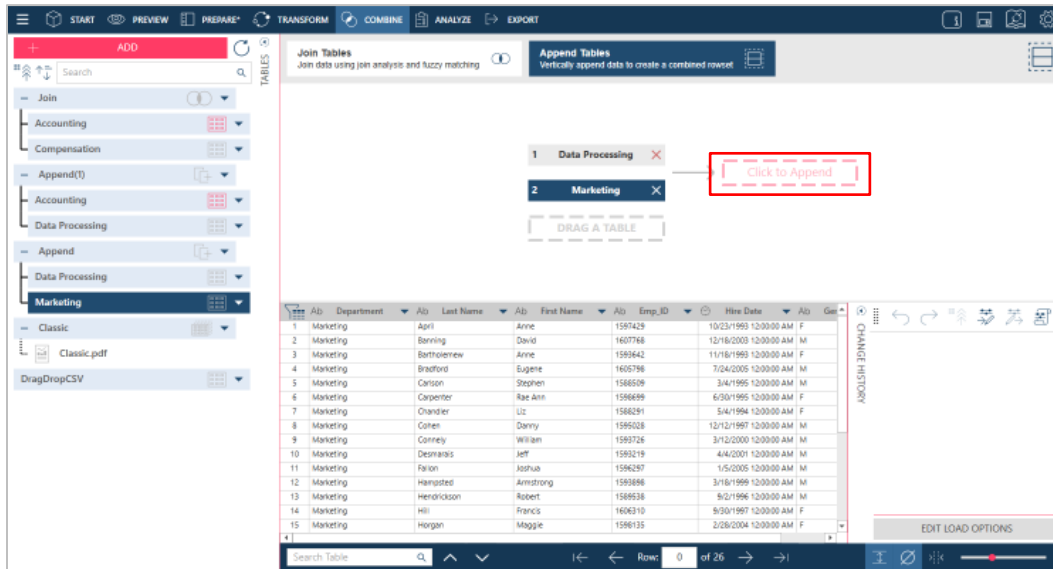 START PREVIEW PREPARE* TRANSFORM COMBINE ANALYZE EXPORT
ADD
Search
TABLES
Join
Accounting
Compensation
Append(1)
Accounting
Data Processing
Append
Data Processing
Marketing
Classic
Classic.pdf
DragDropCSV
Join Tables
Join data using join analysis and fuzzy matching
Append Tables
Vertically append data to create a combined rowset
1 Data Processing
2 Marketing
DRAG A TABLE
Click to Append
Ab Department Ab Last Name Ab First Name Ab Emp_ID Hire Date Ab Ger
1 Marketing April Anne 1597429 10/23/1993 12:00:00 AM F
2 Marketing Banning David 1607768 12/18/2003 12:00:00 AM M
3 Marketing Bartholemew Anne 1593642 11/18/1993 12:00:00 AM F
4 Marketing Bradford Eugene 1605798 7/24/2005 12:00:00 AM M
5 Marketing Carlson Stephen 1588509 3/4/1995 12:00:00 AM M
6 Marketing Carpenter Rae Ann 1598699 6/30/1995 12:00:00 AM F
7 Marketing Chandler Liz 1588291 5/4/1994 12:00:00 AM F
8 Marketing Cohen Danny 1595028 12/12/1997 12:00:00 AM M
9 Marketing Connely William 1593726 3/12/2000 12:00:00 AM M
10 Marketing Desmarais Jeff 1593219 4/4/2001 12:00:00 AM M
11 Marketing Fallon Joshua 1596297 1/5/2005 12:00:00 AM M
12 Marketing Hampsted Armstrong 1593898 3/18/1999 12:00:00 AM M
13 Marketing Hendrickson Robert 1589538 9/2/1996 12:00:00 AM M
14 Marketing Hill Francis 1606310 9/30/1997 12:00:00 AM F
15 Marketing Horgan Maggie 1598135 2/28/2004 12:00:00 AM F
CHANGE HISTORY
EDIT LOAD OPTIONS
Search Table
Row: 0 of 26